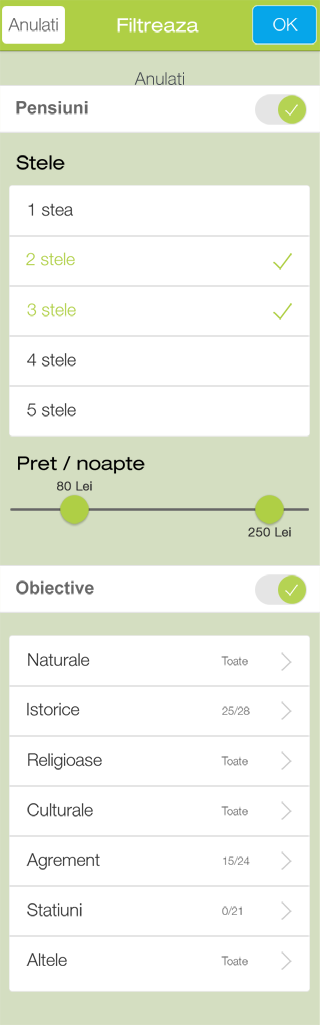 Anulati Filtreaza OK
Anulati
Pensiuni
Stele
1 stea
2 stele
3 stele
4 stele
5 stele
Pret / noapte
80 Lei
250 Lei
Obiective
Naturale Toate
Istorice 25/28
Religioase Toate
Culturale Toate
Agrement 15/24
Statiuni 0/21
Altele Toate